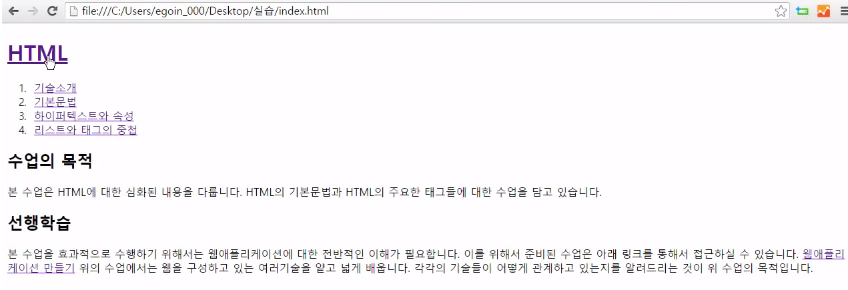 file:///C:/Users/egoin_000/Desktop/실습/index.html
HTML
1. 기술소개
2. 기본문법
3. 하이퍼텍스트와 속성
4. 리스트와 태그의 중첩
수업의 목적
본 수업은 HTML에 대한 심화된 내용을 다룹니다. HTML의 기본문법과 HTML의 주요한 태그들에 대한 수업을 담고 있습니다.
선행학습
본 수업을 효과적으로 수행하기 위해서는 웹애플리케이션에 대한 전반적인 이해가 필요합니다. 이를 위해서 준비된 수업은 아래 링크를 통해서 접근하실 수 있습니다. 웹애플리
케이션 만들기 위의 수업에서는 웹을 구성하고 있는 여러기술을 얕고 넓게 배웁니다. 각각의 기술들이 어떻게 관계하고 있는지를 알려드리는 것이 위 수업의 목적입니다.